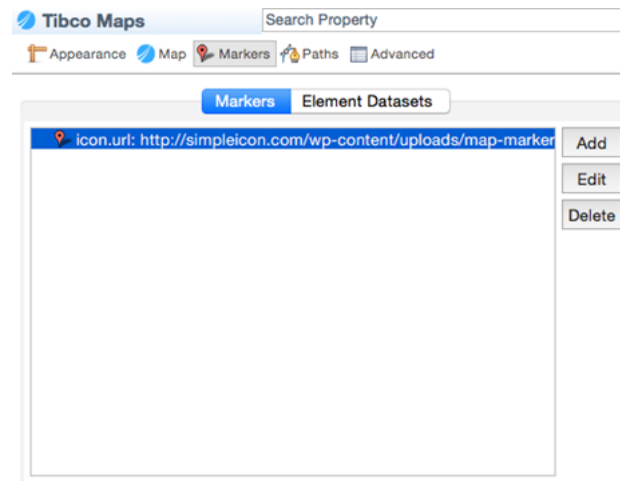 Tibco Maps Search Property
Appearance Map Markers Paths Advanced
Markers Element Datasets
icon.url: http://simpleicon.com/wp-content/uploads/map-marker
Add
Edit
Delete